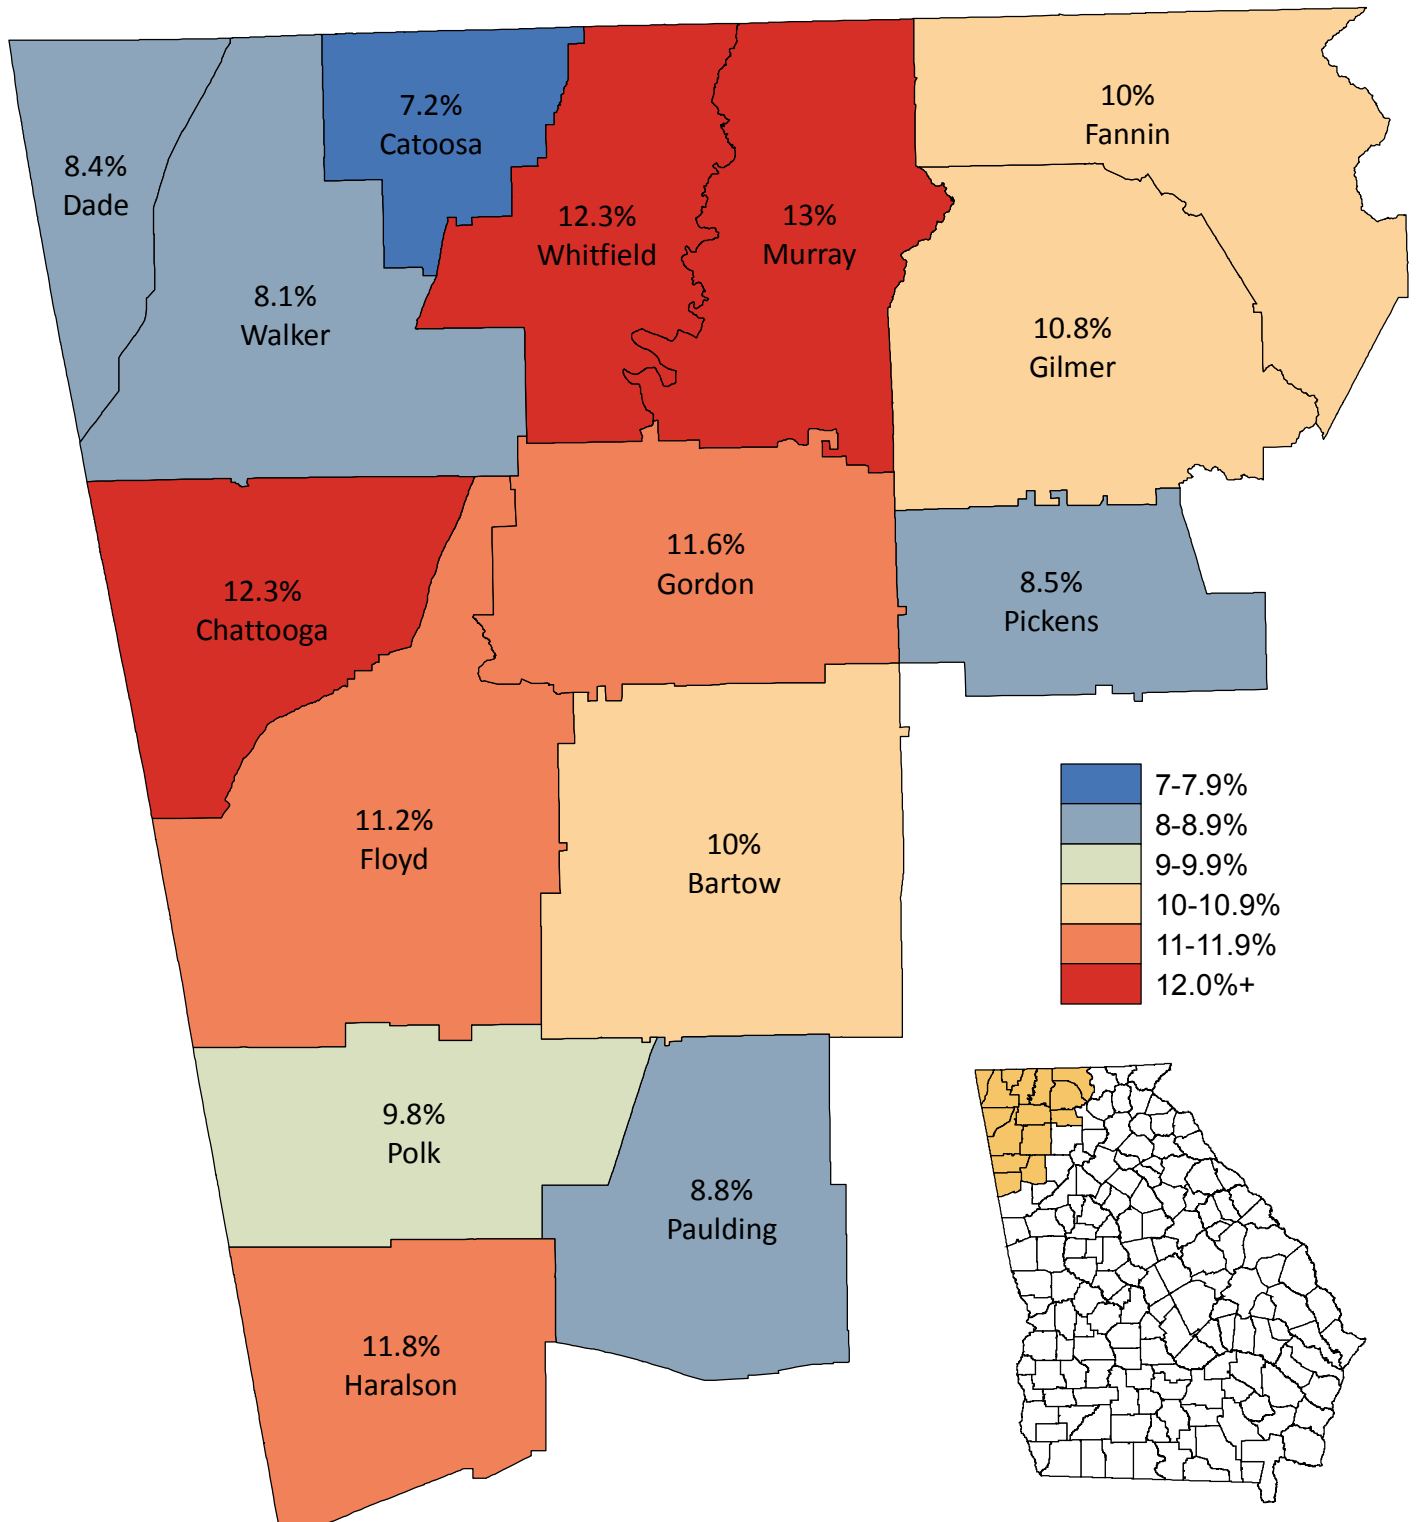 7.2%
Catoosa
10%
Fannin
8.4%
Dade
12.3%
Whitfield
13%
Murray
8.1%
Walker
10.8%
Gilmer
11.6%
Gordon
12.3%
Chattooga
8.5%
Pickens
11.2%
Floyd
10%
Bartow
7-7.9%
8-8.9%
9-9.9%
10-10.9%
11-11.9%
12.0%+
9.8%
Polk
8.8%
Paulding
11.8%
Haralson